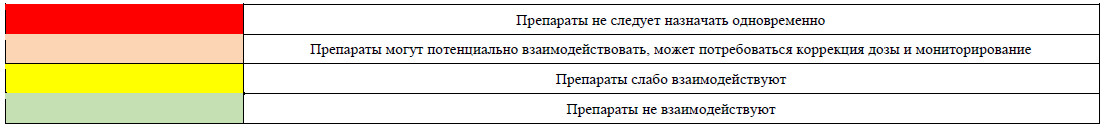 Препараты не следует назначать одновременно
Препараты могут потенциально взаимодействовать, может потребоваться коррекция дозы и мониторирование
Препараты слабо взаимодействуют
Препараты не взаимодействуют